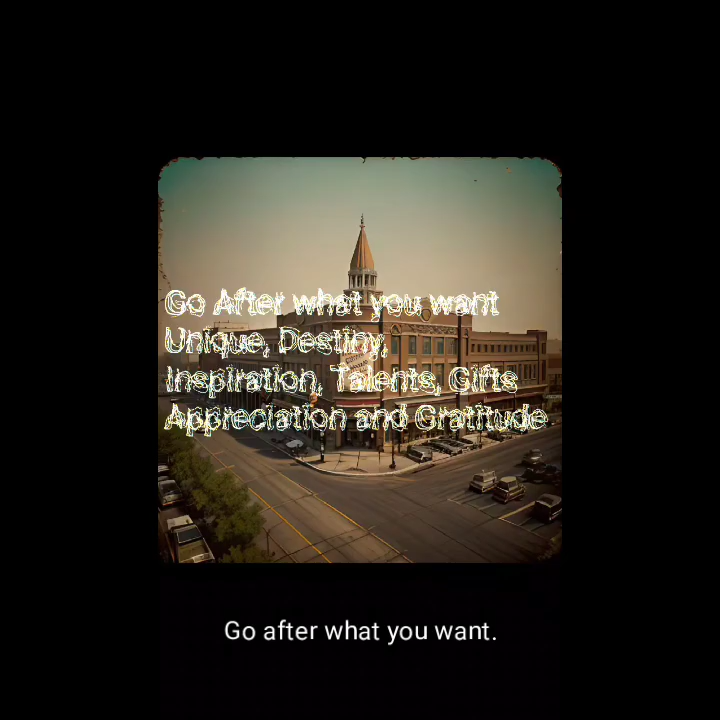 Go After what you want
Unique, Destiny,
Inspiration, Talents, Gifts
Appreciation and Gratitude
Go after what you want.